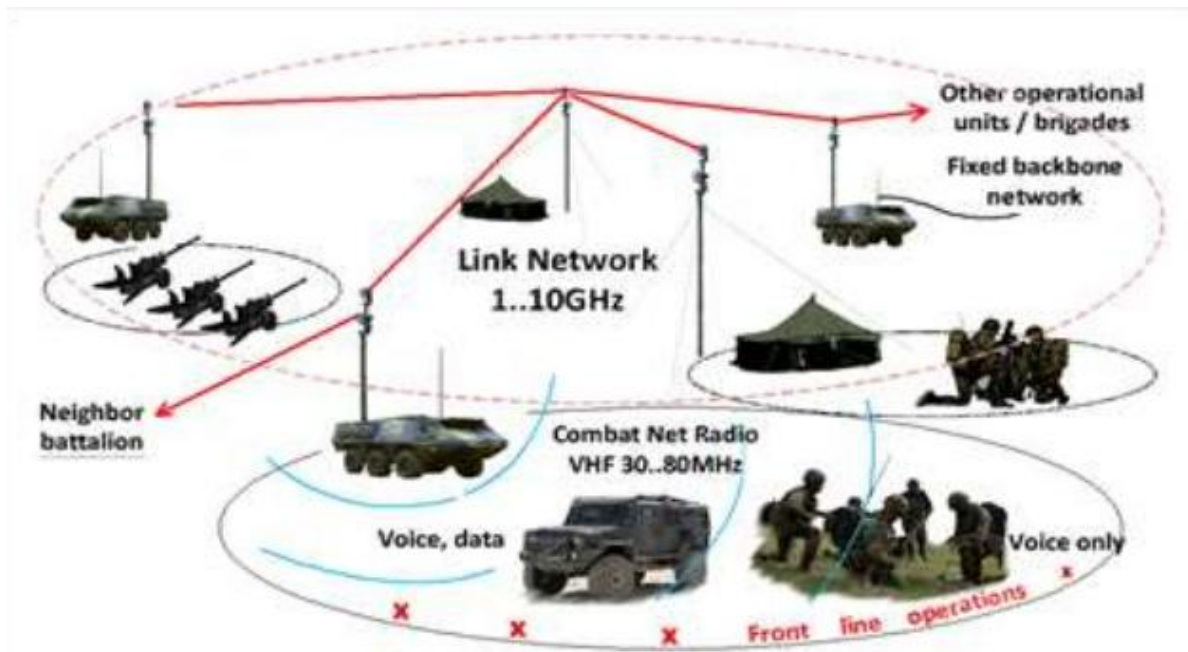 Other operational
units / brigades
Fixed backbone
network
Link Network
1..10GHz
Neighbor
battalion
Combat Net Radio
VHF 30..80MHz
Voice, data
Voice only
x
x x x Front line operations